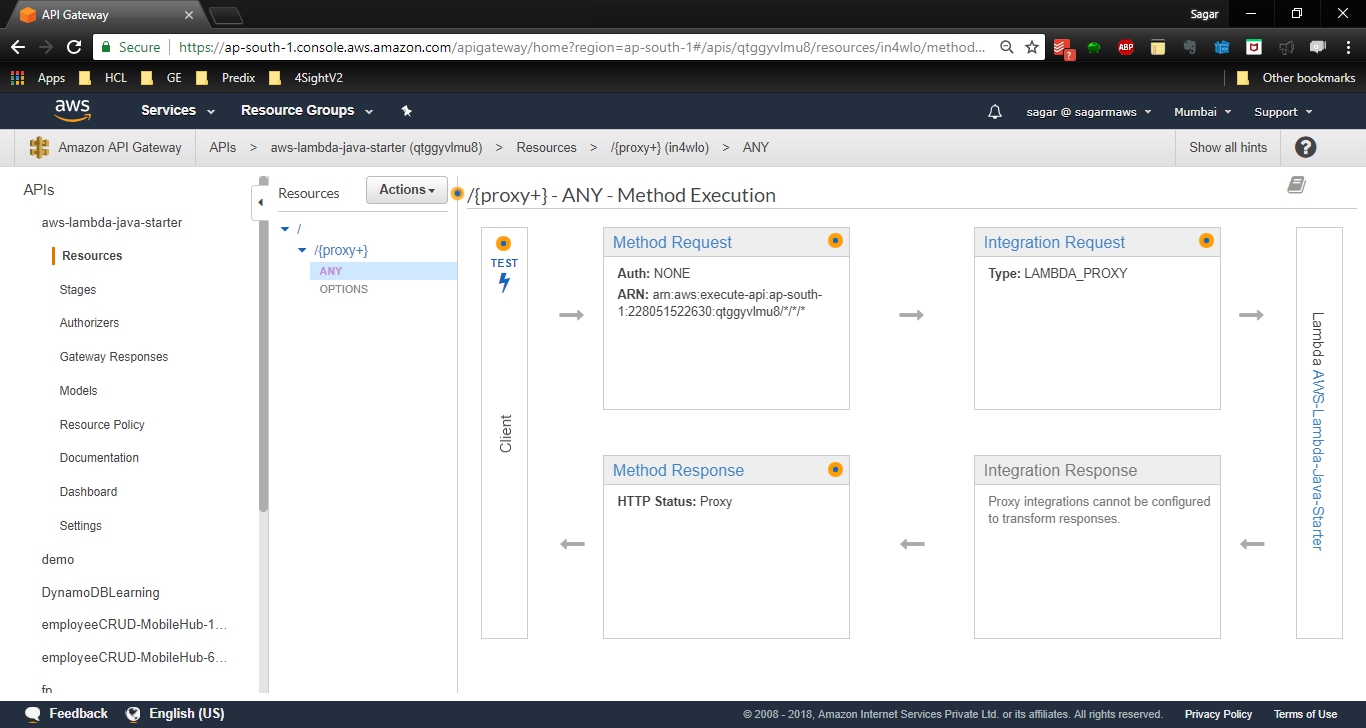 API Gateway
Sagar
Secure https://ap-south-1.console.aws.amazon.com/apigateway/home?region=ap-south-1#/apis/qtggyvlmu8/resources/in4wlo/method...
?
ABP
Apps HCL GE Predix 4SightV2 Other bookmarks
aws Services Resource Groups sagar @ sagarmaws Mumbai Support
Amazon API Gateway APIs > aws-lambda-java-starter (qtggyvlmu8) > Resources > /{proxy+} (in4wlo) > ANY Show all hints ?
APIs
aws-lambda-java-starter
Resources
Stages
Authorizers
Gateway Responses
Models
Resource Policy
Documentation
Dashboard
Settings
demo
DynamoDBLearning
employeeCRUD-MobileHub-1...
employeeCRUD-MobileHub-6...
fp
Resources Actions
/
/{proxy+}
ANY
OPTIONS
/{proxy+} - ANY - Method Execution
TEST
Client
Method Request
Auth: NONE
ARN: arn:aws:execute-api:ap-south-
1:228051522630:qtggyvlmu8/*/*/*
Integration Request
Type: LAMBDA_PROXY
Lambda AWS-Lambda-Java-Starter
Method Response
HTTP Status: Proxy
Integration Response
Proxy integrations cannot be configured
to transform responses.
Feedback English (US) © 2008 - 2018, Amazon Internet Services Private Ltd. or its affiliates. All rights reserved. Privacy Policy Terms of Use